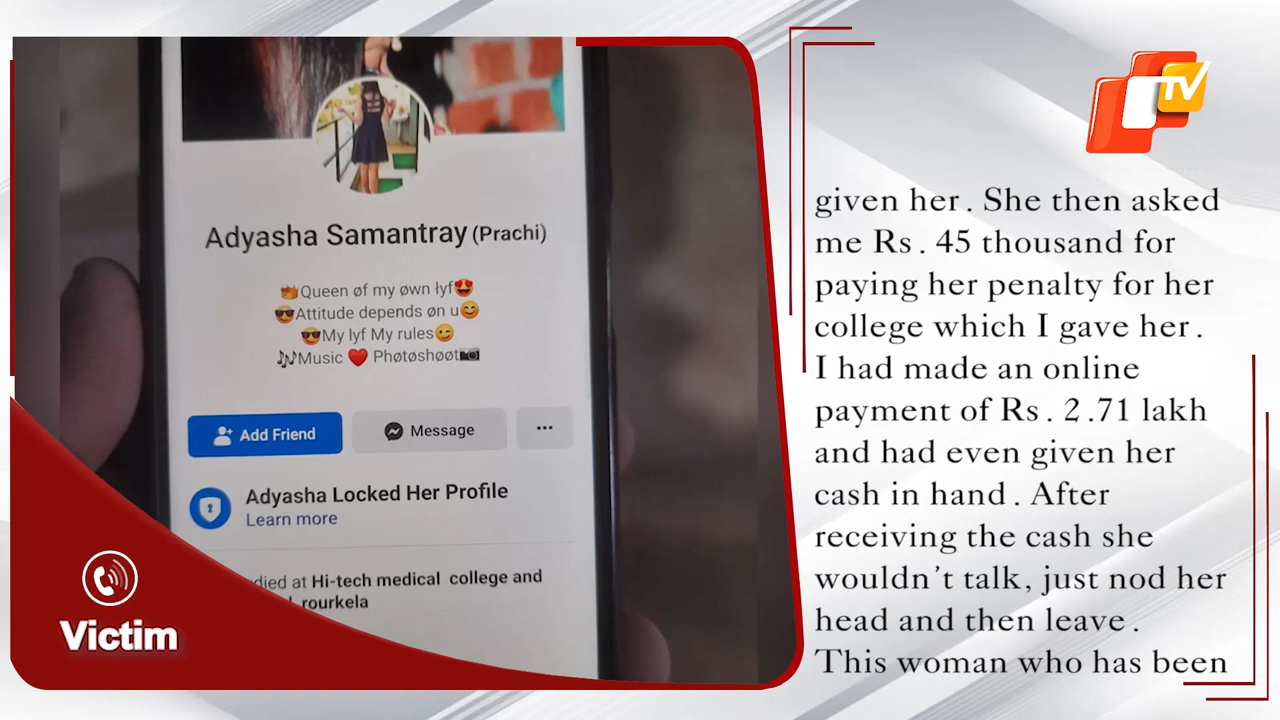 Adyasha Samantray (Prachi)
👑Queen øf my øwn łyf😍
😎Attitude depends øn u😊
😎My lyf My rules😉
🎶Music ❤️ Phøtøshøøt📷
Add Friend
Message
Adyasha Locked Her Profile
Learn more
died at Hi-tech medical college and
rourkela
Victim
TV
given her. She then asked
me Rs. 45 thousand for
paying her penalty for her
college which I gave her.
I had made an online
payment of Rs. 2.71 lakh
and had even given her
cash in hand. After
receiving the cash she
wouldn't talk, just nod her
head and then leave.
This woman who has been